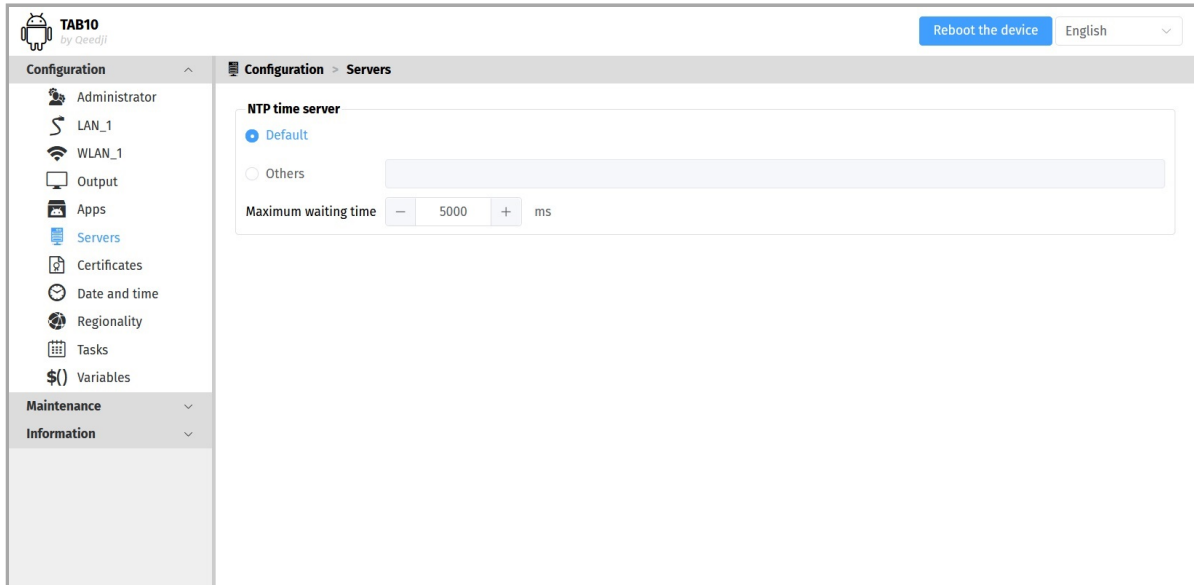 TAB10
by Qeedji
Reboot the device
English
Configuration
Administrator
LAN_1
WLAN_1
Output
Apps
Servers
Certificates
Date and time
Regionality
Tasks
$() Variables
Maintenance
Information
Configuration > Servers
NTP time server
Default
Others
Maximum waiting time − 5000 + ms